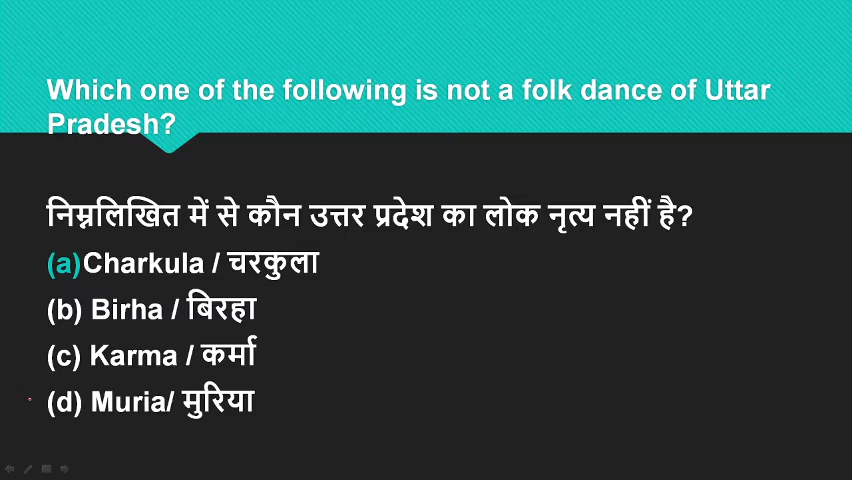 Which one of the following is not a folk dance of Uttar
Pradesh?
निम्नलिखित में से कौन उत्तर प्रदेश का लोक नृत्य नहीं है?
(a)Charkula / चरकुला
(b) Birha / बिरहा
(c) Karma / कर्मा
(d) Muria/ मुरिया